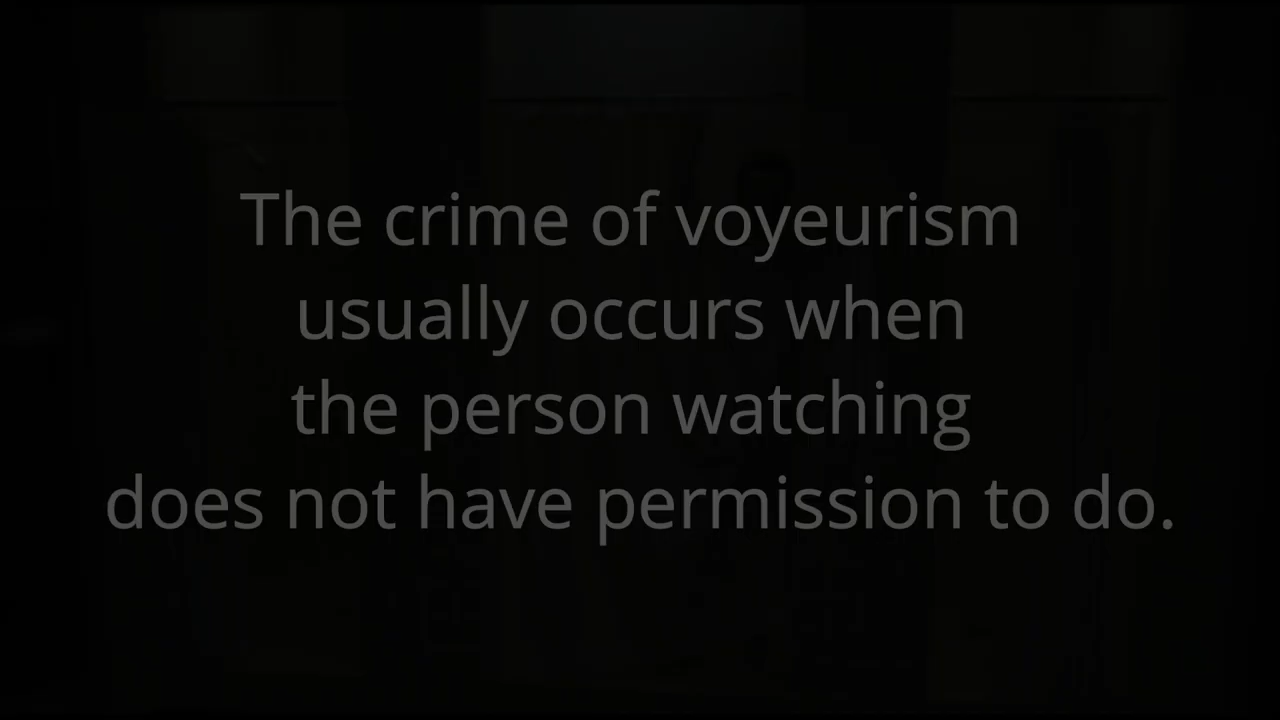 The crime of voyeurism
usually occurs when
the person watching
does not have permission to do.